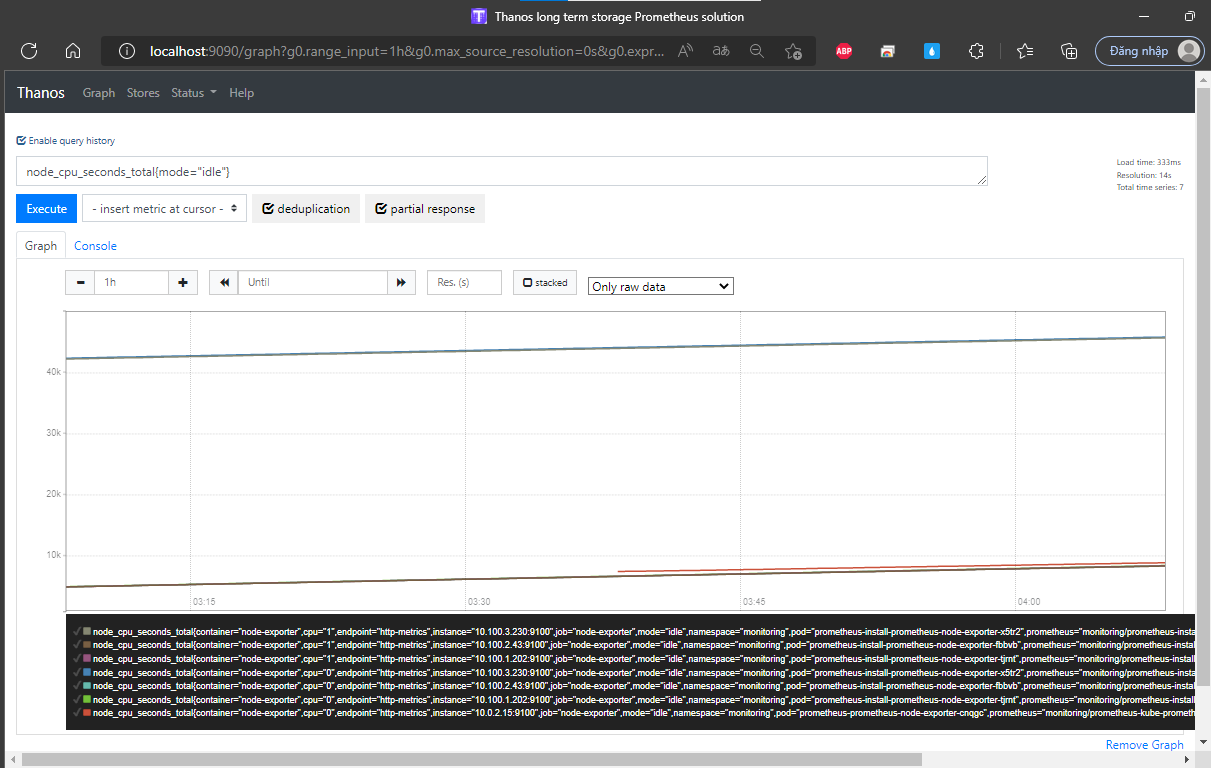 Thanos long term storage Prometheus solution
localhost:9090/graph?g0.range_input=1h&g0.max_source_resolution=0s&g0.expr...
ABP
Đăng nhập
Thanos
Graph
Stores
Status
Help
Enable query history
node_cpu_seconds_total{mode="idle"}
Load time: 333ms
Resolution: 14s
Total time series: 7
Execute
- insert metric at cursor -
deduplication
partial response
Graph
Console
1h
Until
Res. (s)
stacked
Only raw data
40k
30k
20k
10k
03:15
03:30
03:45
04:00
node_cpu_seconds_total{container="node-exporter",cpu="1",endpoint="http-metrics",instance="10.100.3.230:9100",job="node-exporter",mode="idle",namespace="monitoring",pod="prometheus-install-prometheus-node-exporter-x5tr2",prometheus="monitoring/prometheus-insta
node_cpu_seconds_total{container="node-exporter",cpu="1",endpoint="http-metrics",instance="10.100.2.43:9100",job="node-exporter",mode="idle",namespace="monitoring",pod="prometheus-install-prometheus-node-exporter-fbbvb",prometheus="monitoring/prometheus-instal
node_cpu_seconds_total{container="node-exporter",cpu="1",endpoint="http-metrics",instance="10.100.1.202:9100",job="node-exporter",mode="idle",namespace="monitoring",pod="prometheus-install-prometheus-node-exporter-tjrnt",prometheus="monitoring/prometheus-instal
node_cpu_seconds_total{container="node-exporter",cpu="0",endpoint="http-metrics",instance="10.100.3.230:9100",job="node-exporter",mode="idle",namespace="monitoring",pod="prometheus-install-prometheus-node-exporter-x5tr2",prometheus="monitoring/prometheus-insta
node_cpu_seconds_total{container="node-exporter",cpu="0",endpoint="http-metrics",instance="10.100.2.43:9100",job="node-exporter",mode="idle",namespace="monitoring",pod="prometheus-install-prometheus-node-exporter-fbbvb",prometheus="monitoring/prometheus-instal
node_cpu_seconds_total{container="node-exporter",cpu="0",endpoint="http-metrics",instance="10.100.1.202:9100",job="node-exporter",mode="idle",namespace="monitoring",pod="prometheus-install-prometheus-node-exporter-tjrnt",prometheus="monitoring/prometheus-instal
node_cpu_seconds_total{container="node-exporter",cpu="0",endpoint="http-metrics",instance="10.0.2.15:9100",job="node-exporter",mode="idle",namespace="monitoring",pod="prometheus-prometheus-node-exporter-cnqgc",prometheus="monitoring/prometheus-kube-prometh
Remove Graph